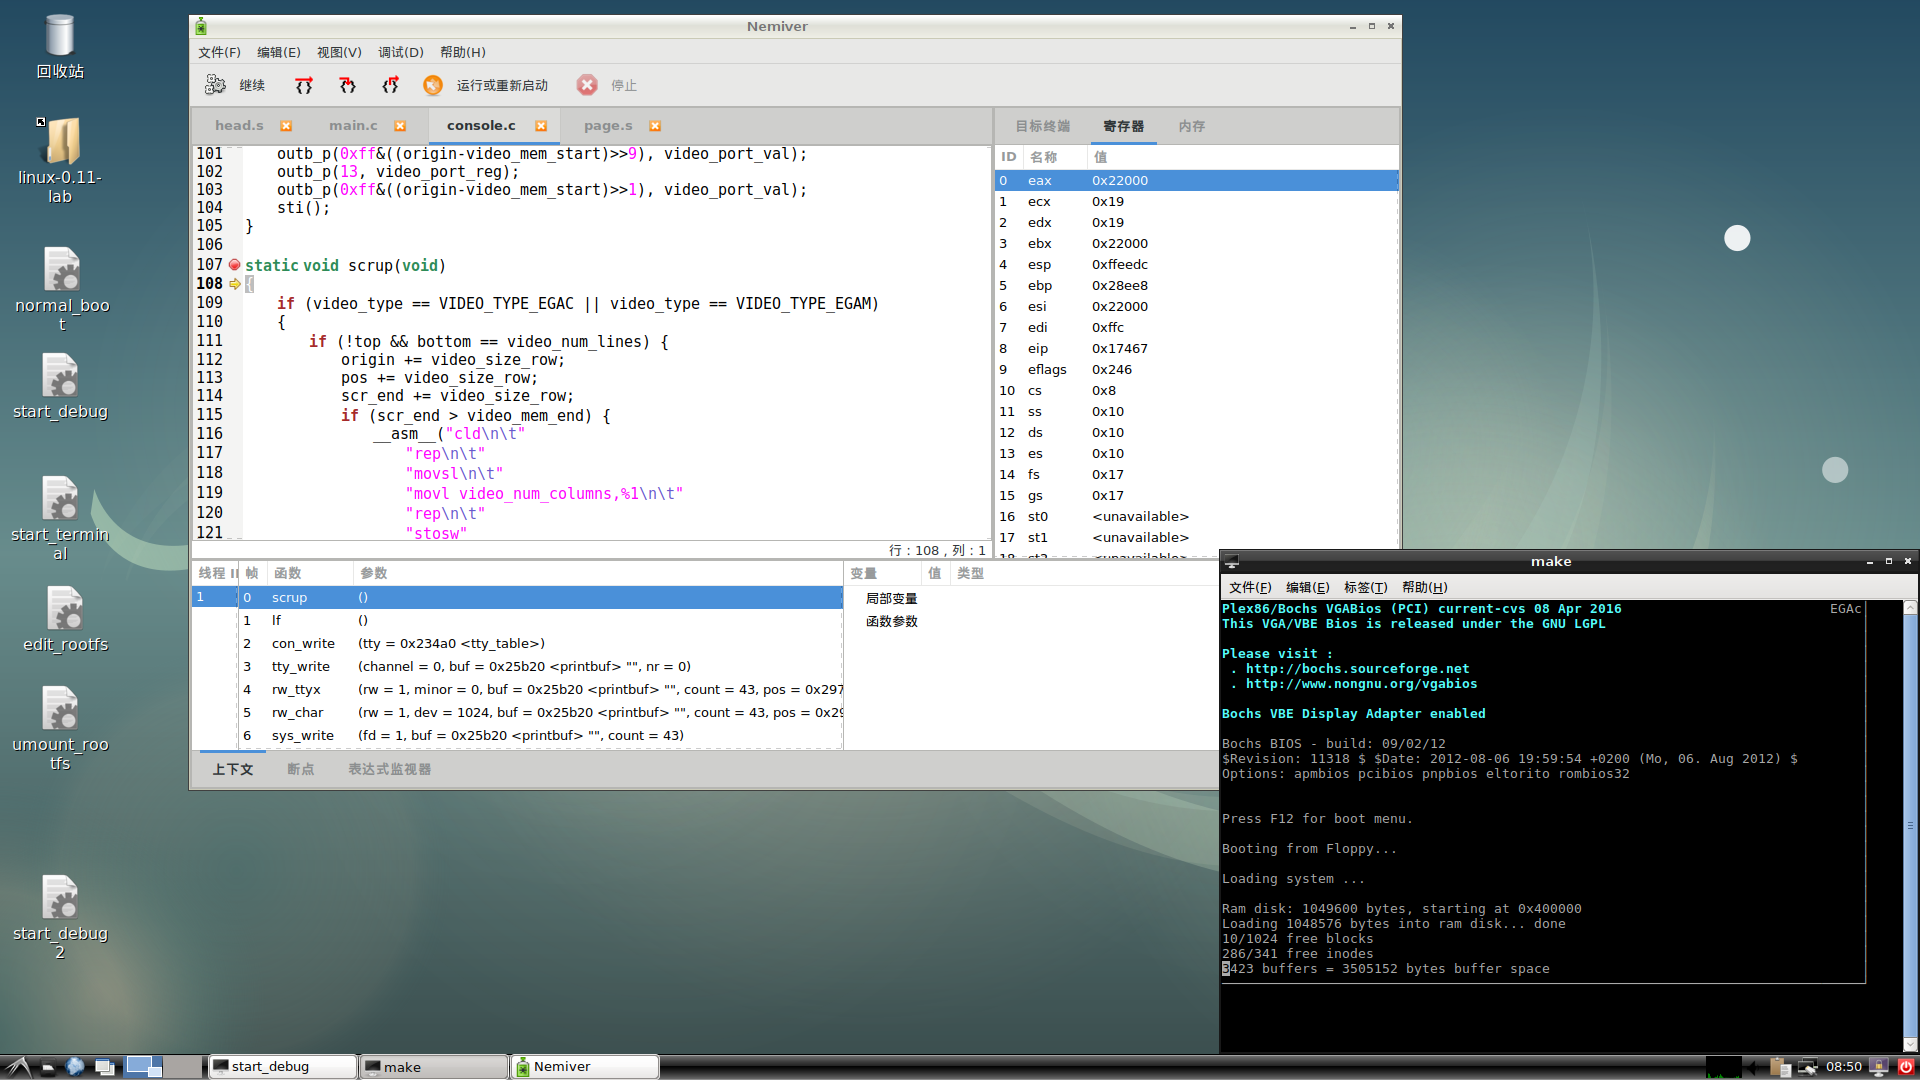 回收站
linux-0.11-
lab
normal_boo
t
start_debug
start_termin
al
edit_rootfs
umount_roo
tfs
start_debug
2
Nemiver
文件(F) 编辑(E) 视图(V) 调试(D) 帮助(H)
继续 运行或重新启动 停止
head.s main.c console.c page.s
101 outb_p(0xff&((origin-video_mem_start)>>9), video_port_val);
102 outb_p(13, video_port_reg);
103 outb_p(0xff&((origin-video_mem_start)>>1), video_port_val);
104 sti();
105 }
106
107 static void scrup(void)
108 {
109 if (video_type == VIDEO_TYPE_EGAC || video_type == VIDEO_TYPE_EGAM)
110 {
111 if (!top && bottom == video_num_lines) {
112 origin += video_size_row;
113 pos += video_size_row;
114 scr_end += video_size_row;
115 if (scr_end > video_mem_end) {
116 __asm__("cld\n\t"
117 "rep\n\t"
118 "movsl\n\t"
119 "movl video_num_columns,%1\n\t"
120 "rep\n\t"
121 "stosw"
行：108，列：1
目标终端 寄存器 内存
ID 名称 值
0 eax 0x22000
1 ecx 0x19
2 edx 0x19
3 ebx 0x22000
4 esp 0xffeedc
5 ebp 0x28ee8
6 esi 0x22000
7 edi 0xffc
8 eip 0x17467
9 eflags 0x246
10 cs 0x8
11 ss 0x10
12 ds 0x10
13 es 0x10
14 fs 0x17
15 gs 0x17
16 st0 <unavailable>
17 st1 <unavailable>
18 st2 <unavailable>
线程 帧 函数 参数
1 0 scrup ()
1 lf ()
2 con_write (tty = 0x234a0 <tty_table>)
3 tty_write (channel = 0, buf = 0x25b20 <printbuf> "", nr = 0)
4 rw_ttyx (rw = 1, minor = 0, buf = 0x25b20 <printbuf> "", count = 43, pos = 0x297
5 rw_char (rw = 1, dev = 1024, buf = 0x25b20 <printbuf> "", count = 43, pos = 0x29
6 sys_write (fd = 1, buf = 0x25b20 <printbuf> "", count = 43)
变量 值 类型
局部变量
函数参数
上下文 断点 表达式监视器
make
文件(F) 编辑(E) 标签(T) 帮助(H)
Plex86/Bochs VGABios (PCI) current-cvs 08 Apr 2016 EGAc
This VGA/VBE Bios is released under the GNU LGPL
Please visit :
. http://bochs.sourceforge.net
. http://www.nongnu.org/vgabios
Bochs VBE Display Adapter enabled
Bochs BIOS - build: 09/02/12
$Revision: 11318 $ $Date: 2012-08-06 19:59:54 +0200 (Mo, 06. Aug 2012) $
Options: apmbios pcibios pnpbios eltorito rombios32
Press F12 for boot menu.
Booting from Floppy...
Loading system ...
Ram disk: 1049600 bytes, starting at 0x400000
Loading 1048576 bytes into ram disk... done
10/1024 free blocks
286/341 free inodes
3423 buffers = 3505152 bytes buffer space
start_debug make Nemiver 08:50